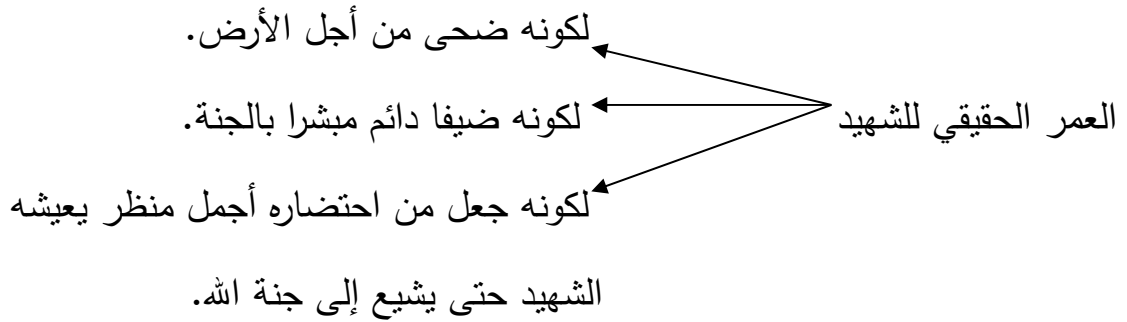 لكونه ضحى من أجل الأرض.
العمر الحقيقي للشهيد
لكونه ضيفا دائم مبشرا بالجنة.
لكونه جعل من احتضاره أجمل منظر يعيشه
الشهيد حتى يشيع إلى جنة الله.